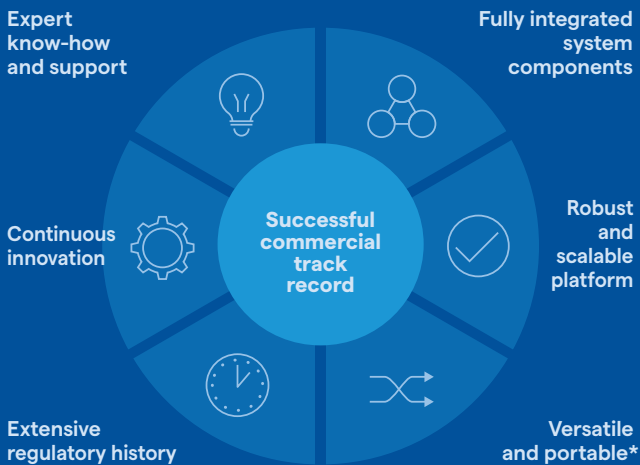 Expert
know-how
and support
Fully integrated
system
components
Continuous
innovation
Successful
commercial
track
record
Robust
and
scalable
platform
Extensive
regulatory history
Versatile
and portable*